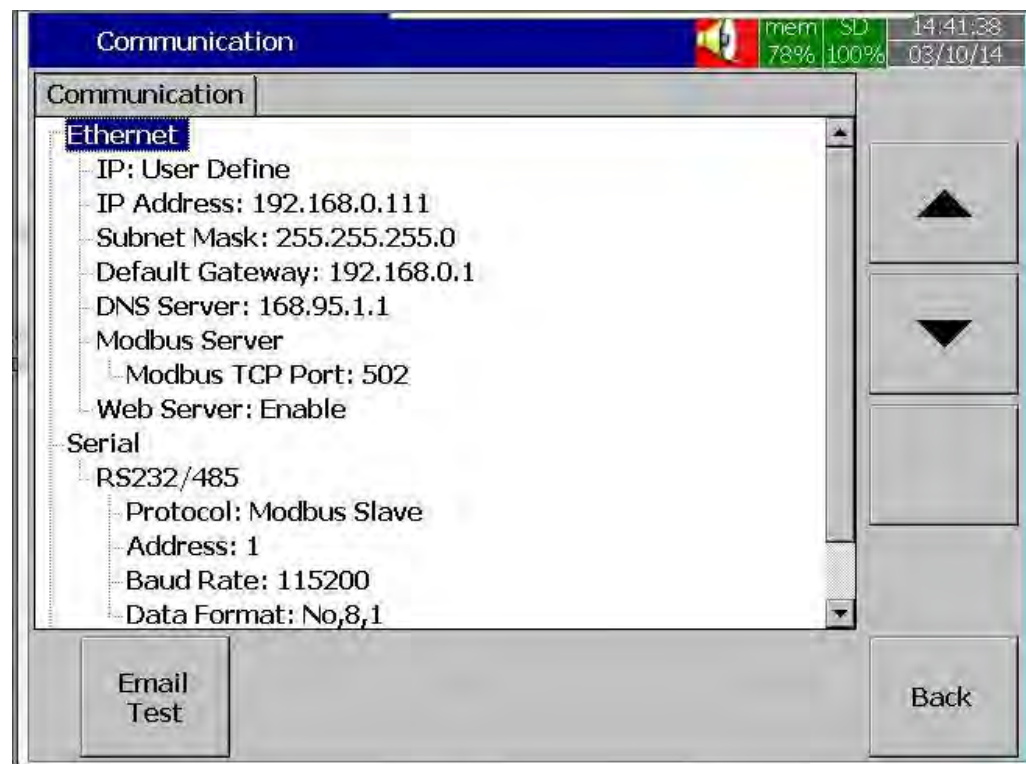 Communication
mem SD 14:41:38
78% 100% 03/10/14
Communication
Ethernet
IP: User Define
IP Address: 192.168.0.111
Subnet Mask: 255.255.255.0
Default Gateway: 192.168.0.1
DNS Server: 168.95.1.1
Modbus Server
Modbus TCP Port: 502
Web Server: Enable
Serial
RS232/485
Protocol: Modbus Slave
Address: 1
Baud Rate: 115200
Data Format: No,8,1
Email
Test
Back